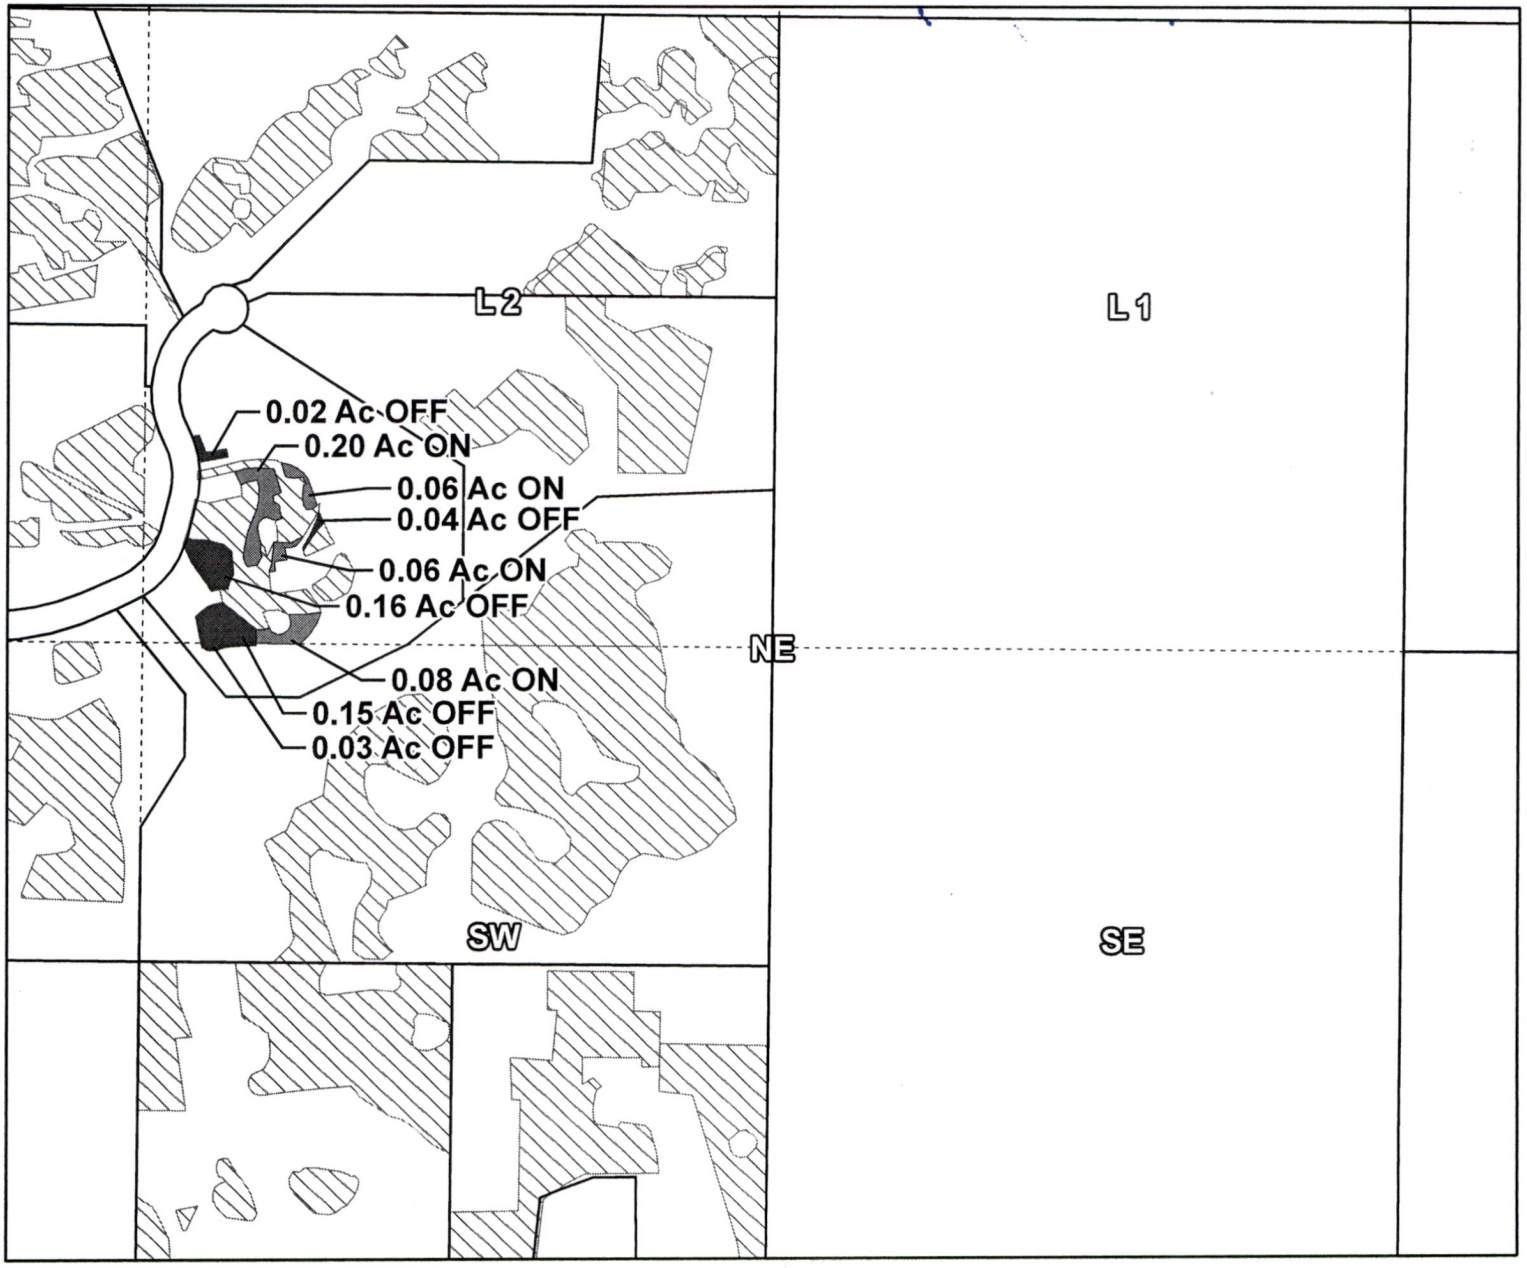 L 2
L 1
0.02 Ac OFF
0.20 Ac ON
0.06 Ac ON
0.04 Ac OFF
0.06 Ac ON
0.16 Ac OFF
NE
0.08 Ac ON
0.15 Ac OFF
0.03 Ac OFF
SW
SE